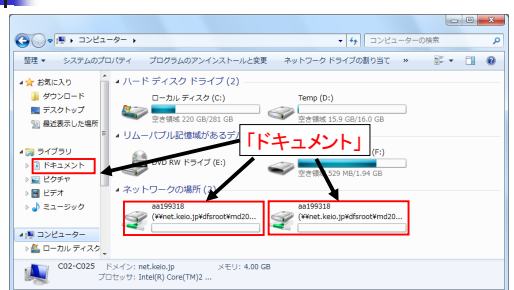 コンピューター
コンピューターの検索
整理
システムのプロパティ
プログラムのアンインストールと変更
ネットワーク ドライブの割り当て
»
お気に入り
ダウンロード
デスクトップ
最近表示した場所
ライブラリ
ドキュメント
ピクチャ
ビデオ
ミュージック
コンピューター
ローカル ディスク
ハード ディスク ドライブ (2)
ローカル ディスク (C:)
空き領域 220 GB/281 GB
Temp (D:)
空き領域 15.9 GB/16.0 GB
リムーバブル記憶域があるデ
「ドキュメント」
DVD RW ドライブ (E:)
(F:)
空き領域 529 MB/1.94 GB
ネットワークの場所 (2)
aa199318
(¥¥net.keio.jp¥dfsroot¥md20...
aa199318
(¥¥net.keio.jp¥dfsroot¥md20...
C02-C025 ドメイン: net.keio.jp メモリ: 4.00 GB
プロセッサ: Intel(R) Core(TM)2 ...